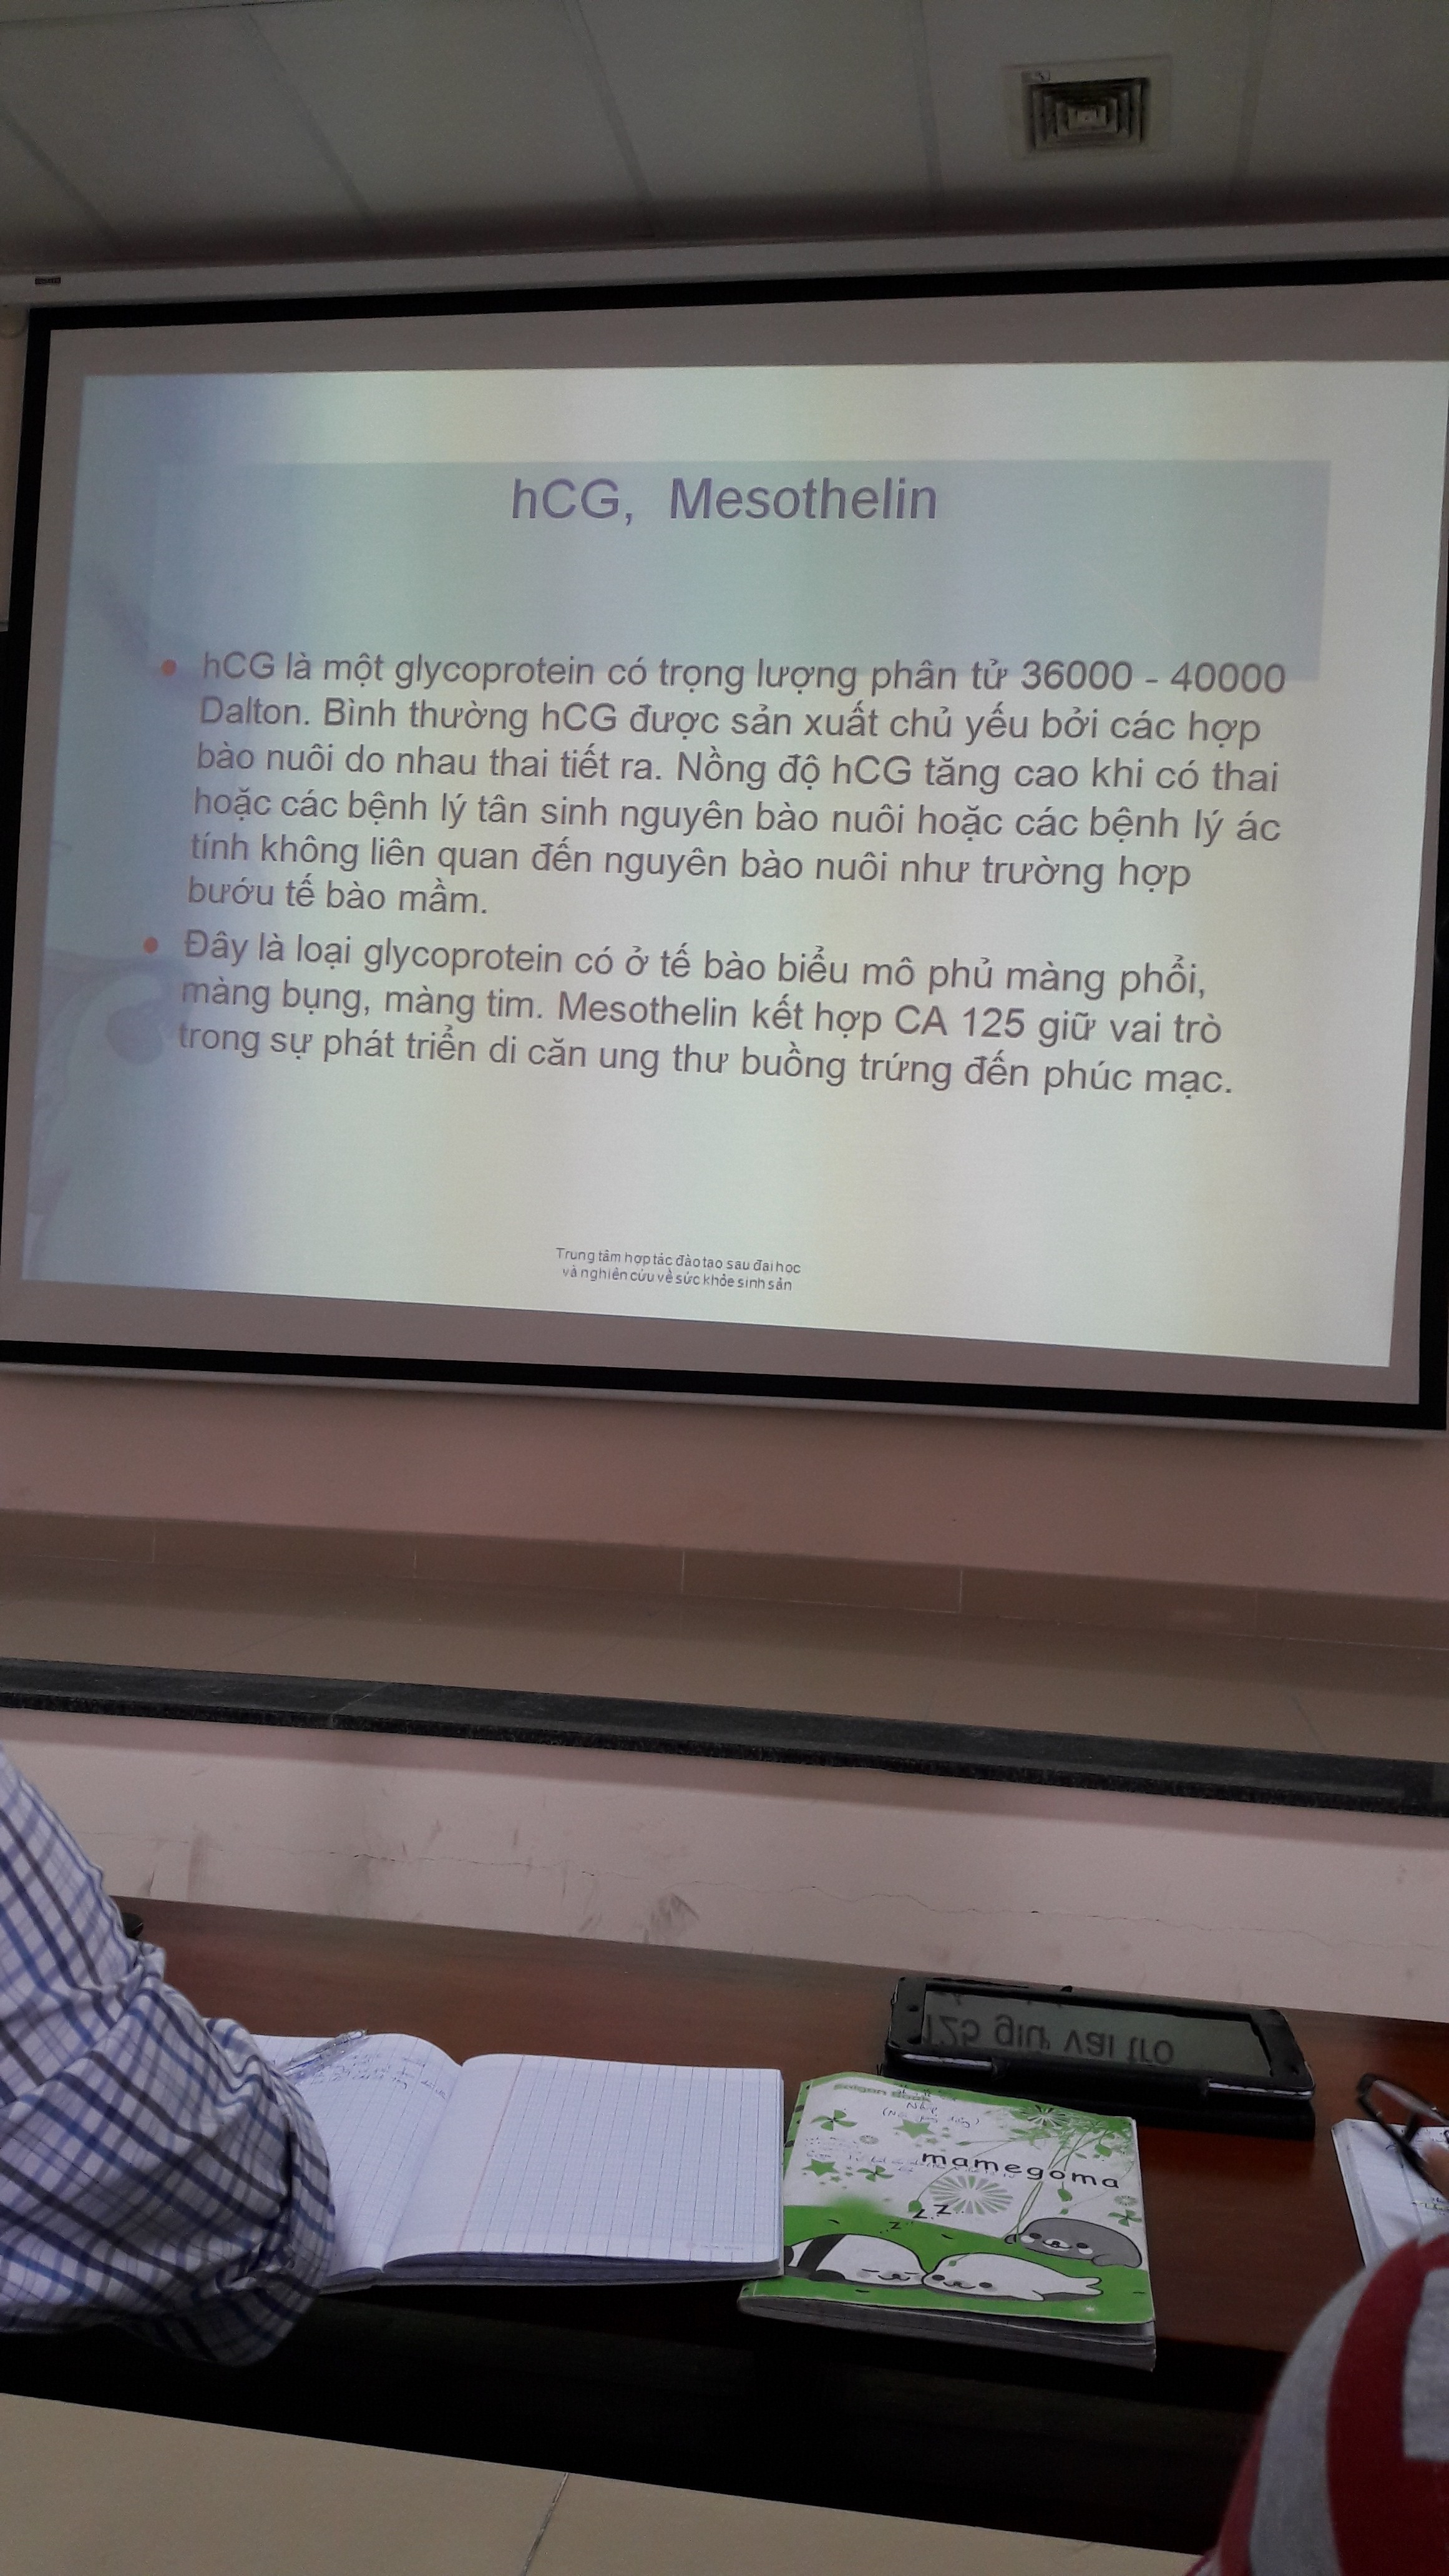 hCG, Mesothelin
hCG là một glycoprotein có trọng lượng phân tử 36000 - 40000
Dalton. Bình thường hCG được sản xuất chủ yếu bởi các hợp
bào nuôi do nhau thai tiết ra. Nồng độ hCG tăng cao khi có thai
hoặc các bệnh lý tân sinh nguyên bào nuôi hoặc các bệnh lý ác
tính không liên quan đến nguyên bào nuôi như trường hợp
bướu tế bào mầm.
Đây là loại glycoprotein có ở tế bào biểu mô phủ màng phổi,
màng bụng, màng tim. Mesothelin kết hợp CA 125 giữ vai trò
trong sự phát triển di căn ung thư buồng trứng đến phúc mạc.
Trung tâm hợp tác đào tạo sau đại học
và nghiên cứu về sức khỏe sinh sản
125 giữ vai trò
mamegoma
z z z